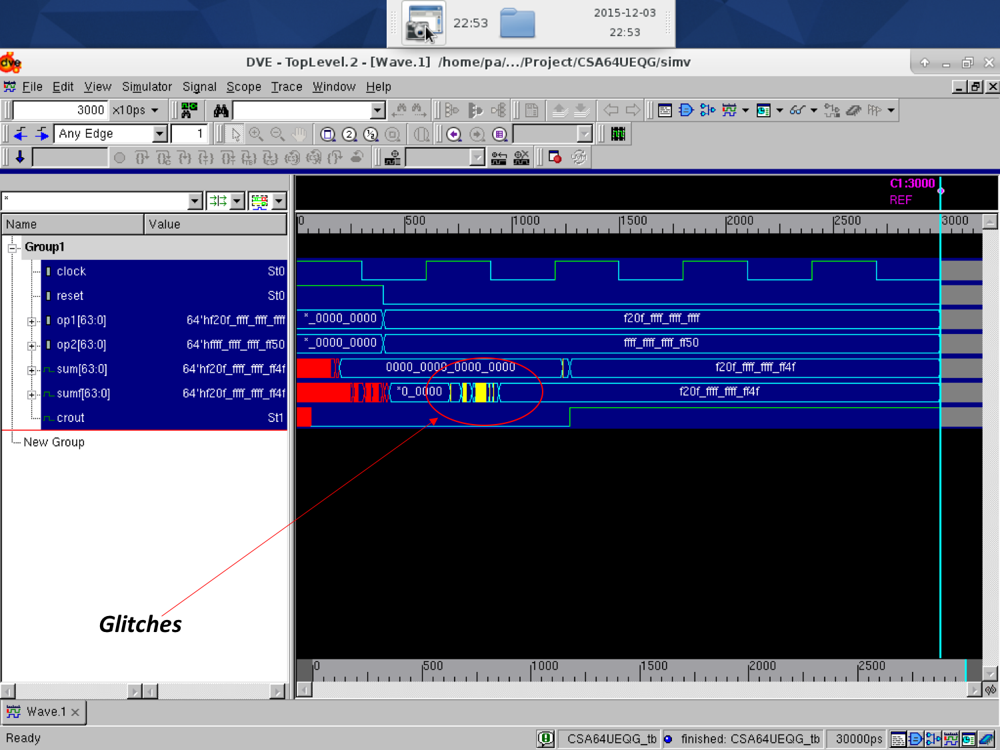 2015-12-03
22:53
22:53
dve
DVE - TopLevel.2 - [Wave.1] /home/pa/.../Project/CSA64UEQG/simv
File Edit View Simulator Signal Scope Trace Window Help
3000 x10ps
Any Edge 1
C1:3000
REF
*
Name Value
0 500 1000 1500 2000 2500 3000
Group1
clock St0
reset St0
op1[63:0] 64'hf20f_ffff_ffff_ffff *_0000_0000 f20f_ffff_ffff_ffff
op2[63:0] 64'hffff_ffff_ffff_ff50 *_0000_0000 ffff_ffff_ffff_ff50
sum[63:0] 64'hf20f_ffff_ffff_ff4f 0000_0000_0000_0000 f20f_ffff_ffff_ff4f
sumf[63:0] 64'hf20f_ffff_ffff_ff4f *0_0000 f20f_ffff_ffff_ff4f
crout St1
New Group
Glitches
0 500 1000 1500 2000 2500
Wave.1
Ready CSA64UEQG_tb finished: CSA64UEQG_tb 30000ps